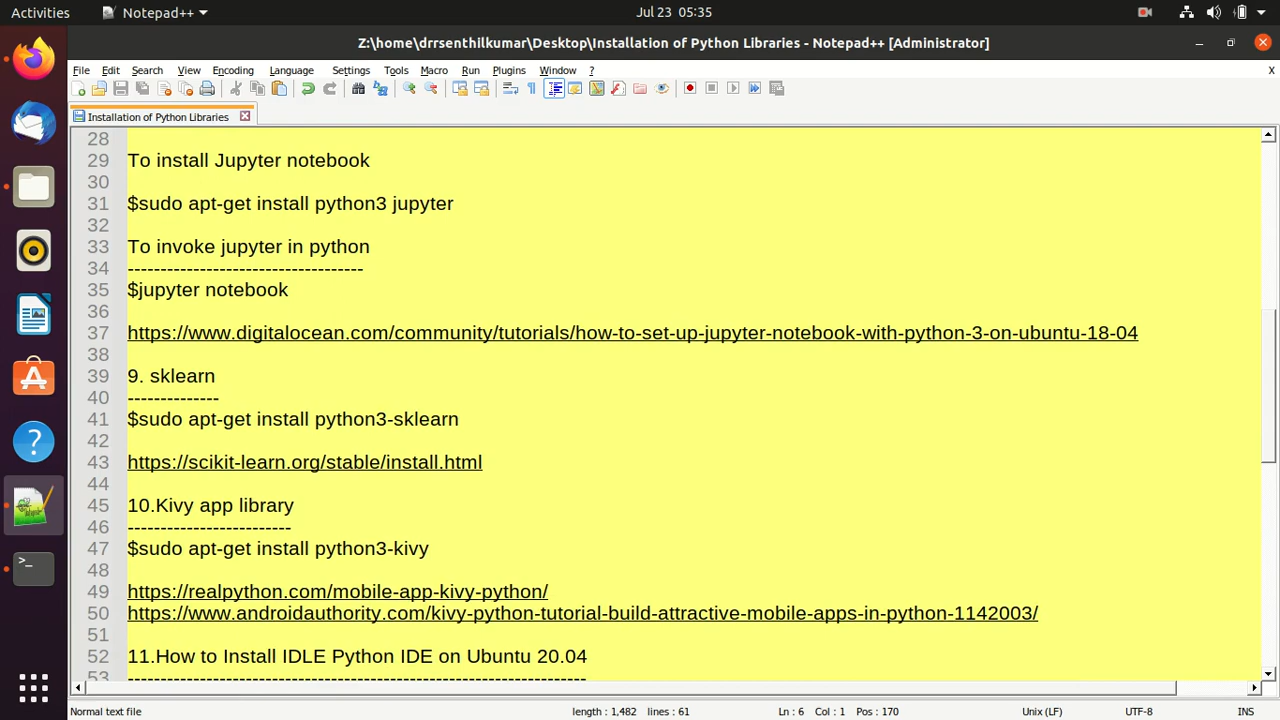 Activities
Notepad++
Jul 23 05:35
Z:\home\drrsenthilkumar\Desktop\Installation of Python Libraries - Notepad++ [Administrator]
File Edit Search View Encoding Language Settings Tools Macro Run Plugins Window ? X
Installation of Python Libraries
28
29 To install Jupyter notebook
30
31 $sudo apt-get install python3 jupyter
32
33 To invoke jupyter in python
34 ------------------------------------
35 $jupyter notebook
36
37 https://www.digitalocean.com/community/tutorials/how-to-set-up-jupyter-notebook-with-python-3-on-ubuntu-18-04
38
39 9. sklearn
40 --------------
41 $sudo apt-get install python3-sklearn
42
43 https://scikit-learn.org/stable/install.html
44
45 10.Kivy app library
46 -------------------------
47 $sudo apt-get install python3-kivy
48
49 https://realpython.com/mobile-app-kivy-python/
50 https://www.androidauthority.com/kivy-python-tutorial-build-attractive-mobile-apps-in-python-1142003/
51
52 11.How to Install IDLE Python IDE on Ubuntu 20.04
53 ----------------------------------------------------------------------
Normal text file length : 1,482 lines : 61 Ln : 6 Col : 1 Pos : 170 Unix (LF) UTF-8 INS